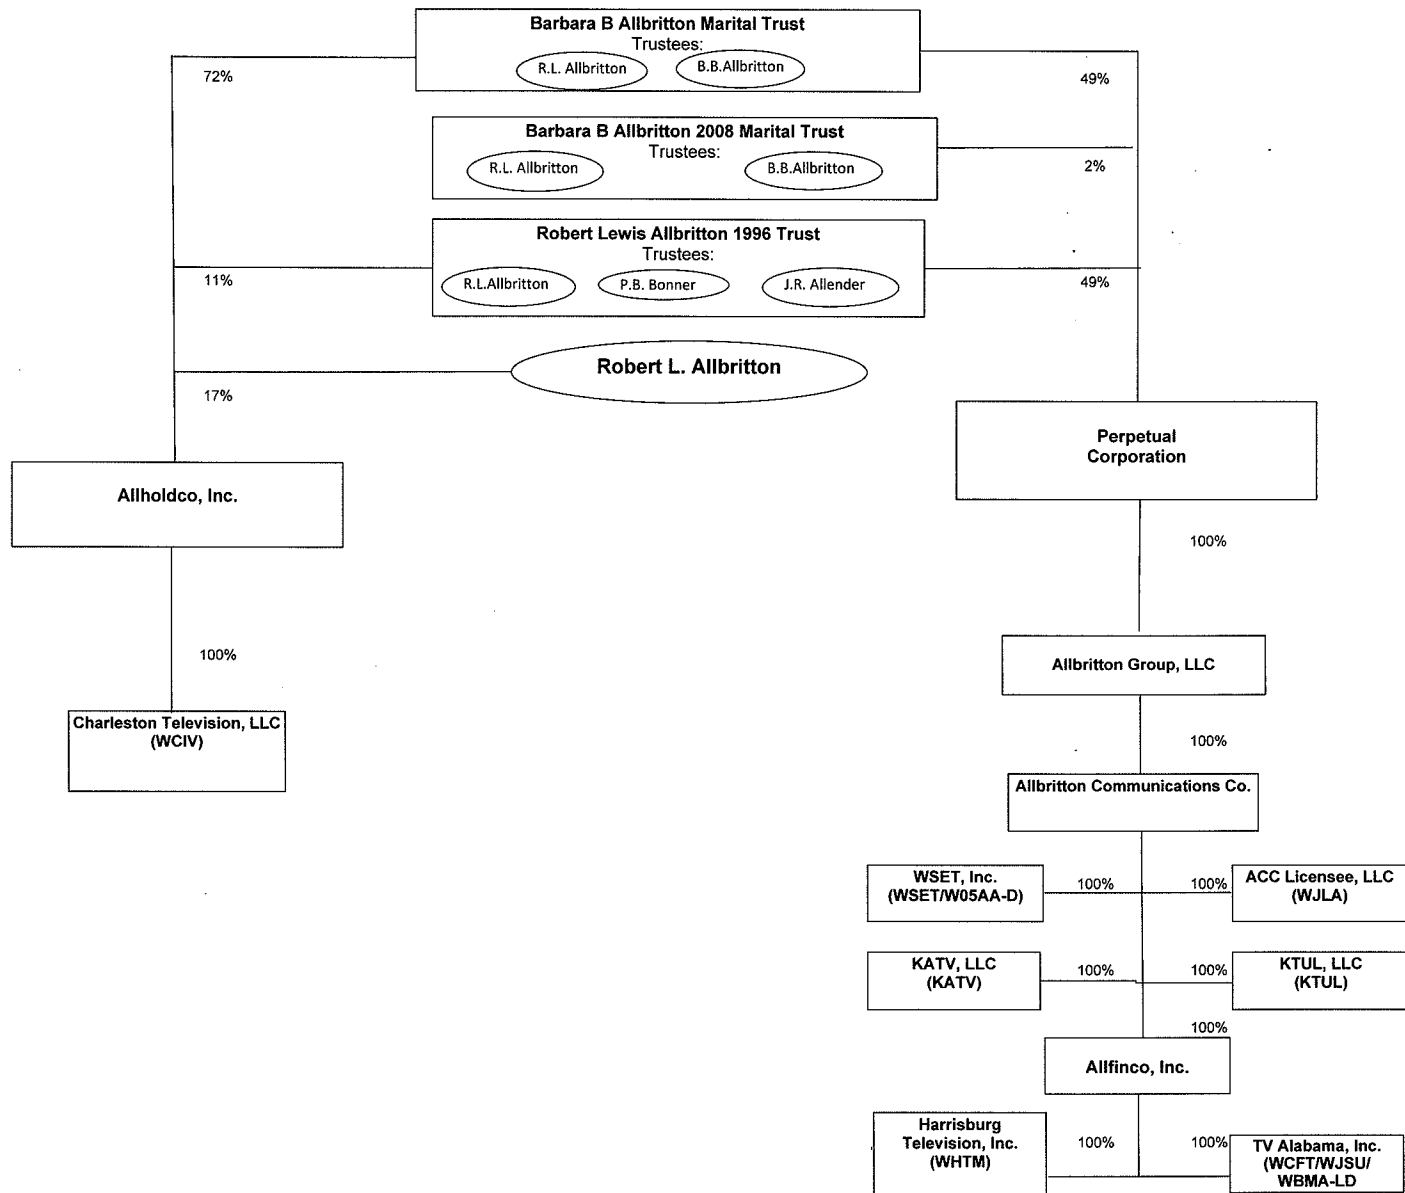 Barbara B Allbritton Marital Trust
Trustees:
R.L. Allbritton
B.B.Allbritton
72%
49%
Barbara B Allbritton 2008 Marital Trust
Trustees:
R.L. Allbritton
B.B.Allbritton
2%
Robert Lewis Allbritton 1996 Trust
Trustees:
R.L.Allbritton
P.B. Bonner
J.R. Allender
11%
49%
Robert L. Allbritton
17%
Perpetual
Corporation
Allholdco, Inc.
100%
100%
Allbritton Group, LLC
Charleston Television, LLC
(WCIV)
100%
Allbritton Communications Co.
WSET, Inc.
(WSET/W05AA-D)
100%
100%
ACC Licensee, LLC
(WJLA)
KATV, LLC
(KATV)
100%
100%
KTUL, LLC
(KTUL)
100%
Allfinco, Inc.
Harrisburg
Television, Inc.
(WHTM)
100%
100%
TV Alabama, Inc.
(WCFT/WJSU/
WBMA-LD